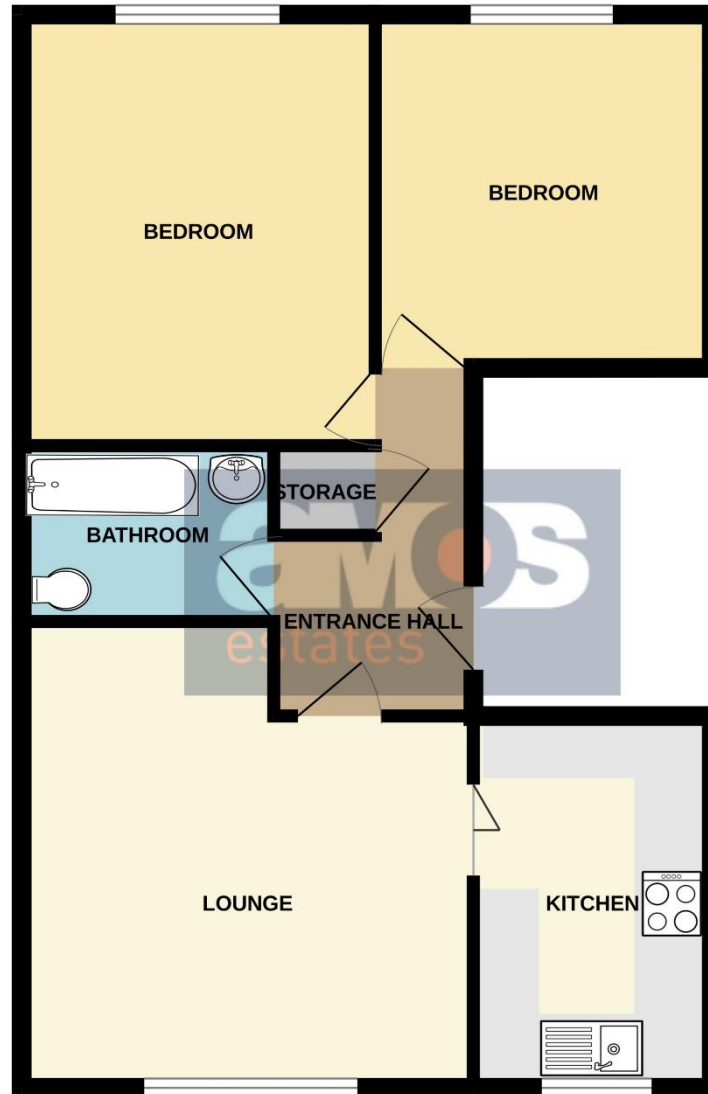 BEDROOM
BEDROOM
STORAGE
BATHROOM
amos
ENTRANCE HALL
estates
LOUNGE
KITCHEN